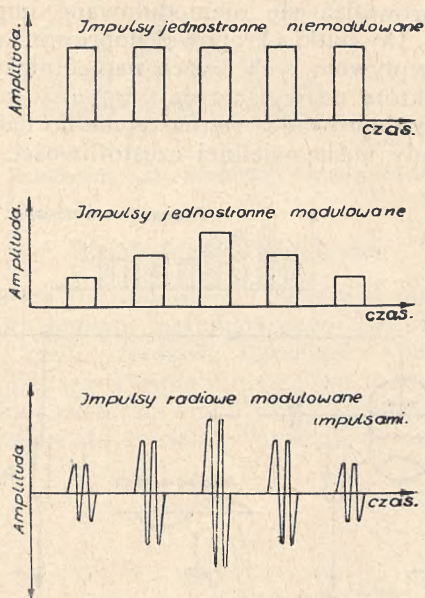 Impulsy jednostronne niemodulowane
Amplituda.
czas.
Impulsy jednostronne modulowane
Amplituda.
czas.
Impulsy radiowe modulowane
impulsami.
Amplituda
czas.